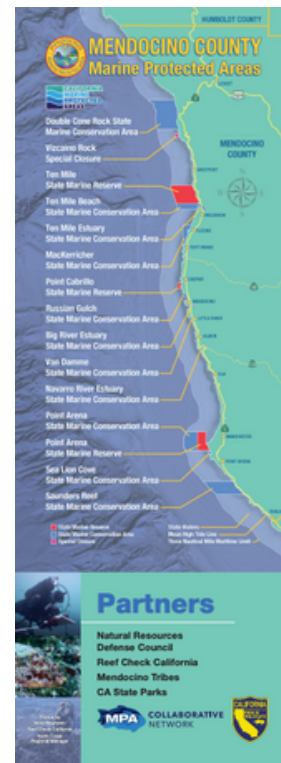 HUMBOLDT COUNTY
MENDOCINO COUNTY
Marine Protected Areas
CALIFORNIA
MARINE
PROTECTED
AREAS
Double Cone Rock State
Marine Conservation Area
MENDOCINO
COUNTY
Vizcaino Rock
Special Closure
Ten Mile
State Marine Reserve
Ten Mile Beach
State Marine Conservation Area
Ten Mile Estuary
State Marine Conservation Area
MacKerricher
State Marine Conservation Area
Point Cabrillo
State Marine Reserve
Russian Gulch
State Marine Conservation Area
Big River Estuary
State Marine Conservation Area
Van Damme
State Marine Conservation Area
Navarro River Estuary
State Marine Conservation Area
Point Arena
State Marine Conservation Area
Point Arena
State Marine Reserve
Sea Lion Cove
State Marine Conservation Area
Saunders Reef
State Marine Conservation Area
State Marine Reserve
State Marine Conservation Area
Special Closure
State Waters
Mean High Tide Line
Three Nautical Mile Maritime Limit
Partners
Natural Resources
Defense Council
Reef Check California
Mendocino Tribes
CA State Parks
MPA
COLLABORATIVE
NETWORK
CALIFORNIA